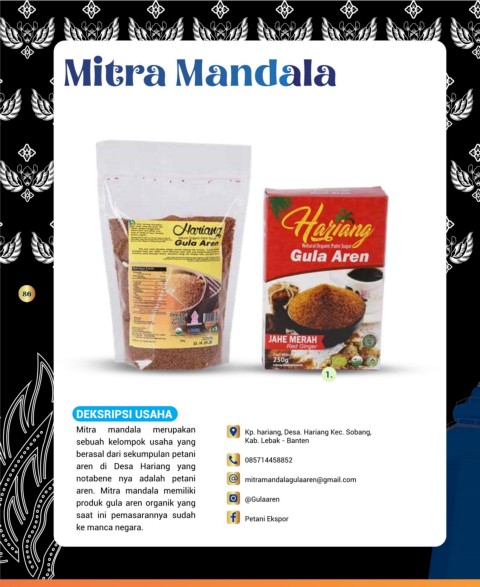 Mitra Mandala
Hariang
Gula Aren
Hariang
Natural Organic Palm Sugar
Gula Aren
JAHE MERAH
Red Ginger
250g
1.
86
DEKSRIPSI USAHA
Mitra mandala merupakan
sebuah kelompok usaha yang
berasal dari sekumpulan petani
aren di Desa Hariang yang
notabene nya adalah petani
aren. Mitra mandala memiliki
produk gula aren organik yang
saat ini pemasarannya sudah
ke manca negara.
Kp. hariang, Desa. Hariang Kec. Sobang,
Kab. Lebak - Banten
085714458852
mitramandalagulaaren@gmail.com
@Gulaaren
Petani Ekspor